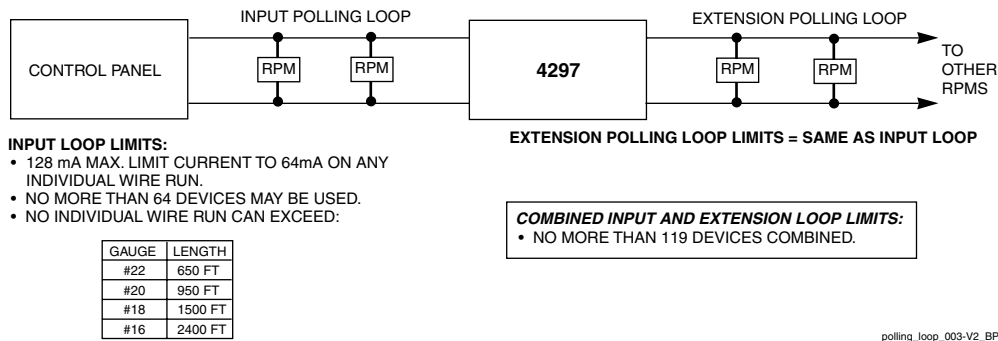 INPUT POLLING LOOP
EXTENSION POLLING LOOP
CONTROL PANEL
RPM
RPM
4297
RPM
RPM
TO
OTHER
RPMS
INPUT LOOP LIMITS:
• 128 mA MAX. LIMIT CURRENT TO 64mA ON ANY
INDIVIDUAL WIRE RUN.
• NO MORE THAN 64 DEVICES MAY BE USED.
• NO INDIVIDUAL WIRE RUN CAN EXCEED:
GAUGE LENGTH
#22 650 FT
#20 950 FT
#18 1500 FT
#16 2400 FT
EXTENSION POLLING LOOP LIMITS = SAME AS INPUT LOOP
COMBINED INPUT AND EXTENSION LOOP LIMITS:
• NO MORE THAN 119 DEVICES COMBINED.
polling_loop_003-V2_BP